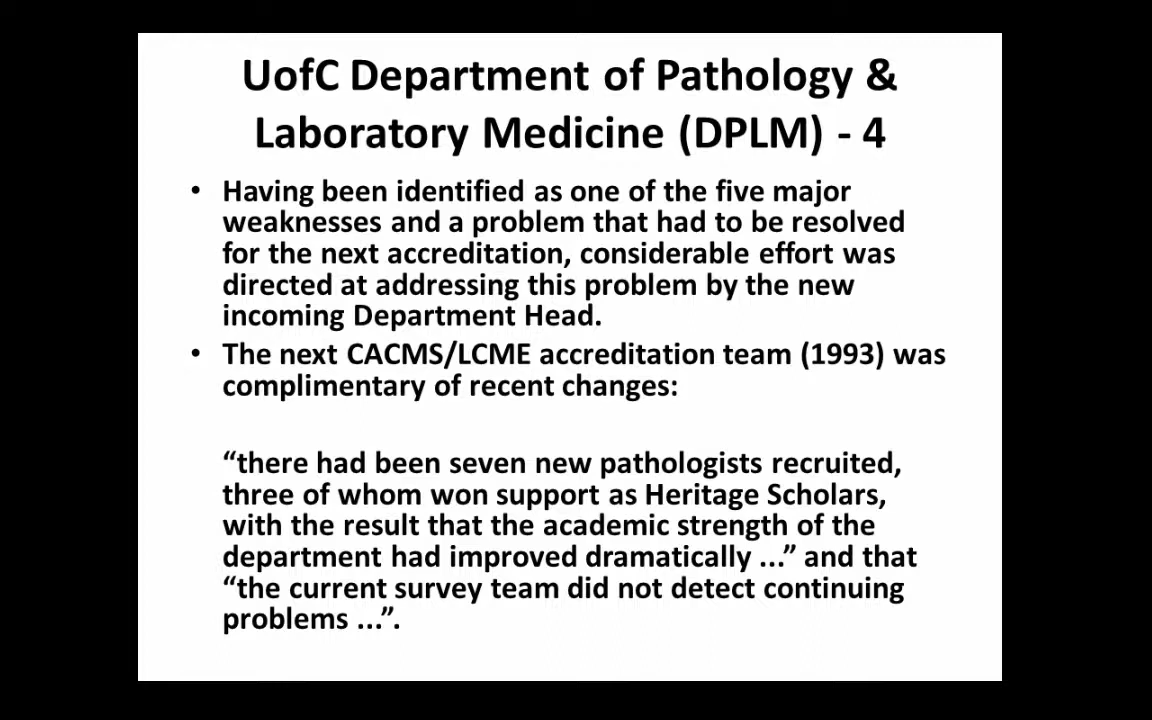 UofC Department of Pathology &
Laboratory Medicine (DPLM) - 4
• Having been identified as one of the five major
weaknesses and a problem that had to be resolved
for the next accreditation, considerable effort was
directed at addressing this problem by the new
incoming Department Head.
• The next CACMS/LCME accreditation team (1993) was
complimentary of recent changes:
“there had been seven new pathologists recruited,
three of whom won support as Heritage Scholars,
with the result that the academic strength of the
department had improved dramatically ...” and that
“the current survey team did not detect continuing
problems ...”.